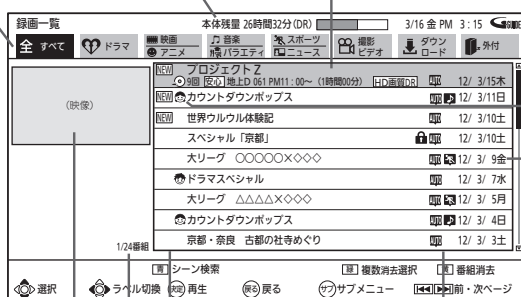 録画一覧 本体残量 26時間32分(DR) 3/16 金 PM 3:15
全 すべて ドラマ 映画 アニメ 音楽 バラエティ スポーツ ニュース 撮影ビデオ ダウンロード 外付
NEW プロジェクトZ
9回 安心 地上D 061 PM11:00〜 (1時間00分) HD画質DR 12/ 3/15木
NEW カウントダウンポップス 12/ 3/11日
NEW 世界ウルウル体験記 12/ 3/10土
スペシャル「京都」 12/ 3/10土
大リーグ ○○○○○×◇◇◇ 12/ 3/ 9金
ドラマスペシャル 12/ 3/ 7水
大リーグ △△△△×◇◇◇ 12/ 3/ 5月
カウントダウンポップス 12/ 3/ 4日
京都・奈良 古都の社寺めぐり 12/ 3/ 3土
(映像)
1/24番組
青 シーン検索 緑 複数消去選択 黄 番組消去
選択 ラベル切換 決定 再生 戻る 戻る サブ サブメニュー 前・次ページ